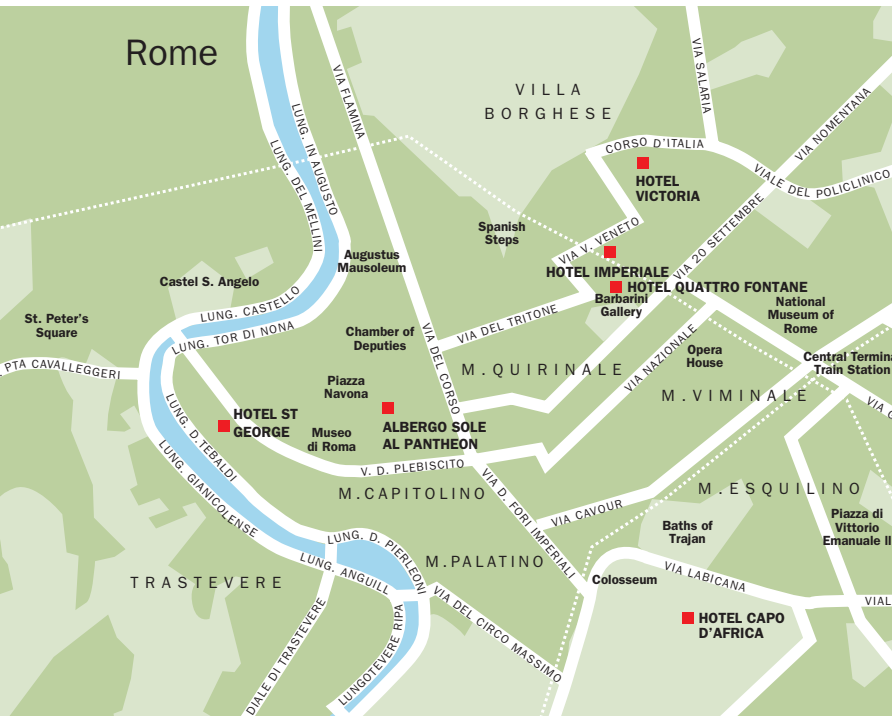 Rome
VIA FLAMINA
VIA SALARIA
VILLA
BORGHESE
VIA NOMENTANA
LUNG. IN AUGUSTO
LUNG. DEL MELLINI
CORSO D'ITALIA
VIALE DEL POLICLINICO
HOTEL
VICTORIA
Spanish
Steps
VIA V. VENETO
VIA 20 SETTEMBRE
Augustus
Mausoleum
HOTEL IMPERIALE
Castel S. Angelo
HOTEL QUATTRO FONTANE
Barbarini
Gallery
National
Museum of
Rome
LUNG. CASTELLO
LUNG. TOR DI NONA
St. Peter's
Square
Chamber of
Deputies
VIA DEL TRITONE
VIA DEL CORSO
VIA NAZIONALE
Opera
House
Central Termina
Train Station
PTA CAVALLEGGERI
M.QUIRINALE
Piazza
Navona
M.VIMINALE
VIA G
HOTEL ST
GEORGE
Museo
di Roma
ALBERGO SOLE
AL PANTHEON
LUNG. D.TEBALDI
LUNG. GIANICOLENSE
V. D. PLEBISCITO
M.CAPITOLINO
VIA D. FORI IMPERIALI
M.ESQUILINO
VIA CAVOUR
Baths of
Trajan
Piazza di
Vittorio
Emanuale II
LUNG. D. PIERLEONI
LUNG. ANGUILL
M.PALATINO
TRASTEVERE
Colosseum
VIA LABICANA
VIAL
VIA DEL CIRCO MASSIMO
HOTEL CAPO
D'AFRICA
DIALE DI TRASTEVERE
LUNGOTEVERE RIPA